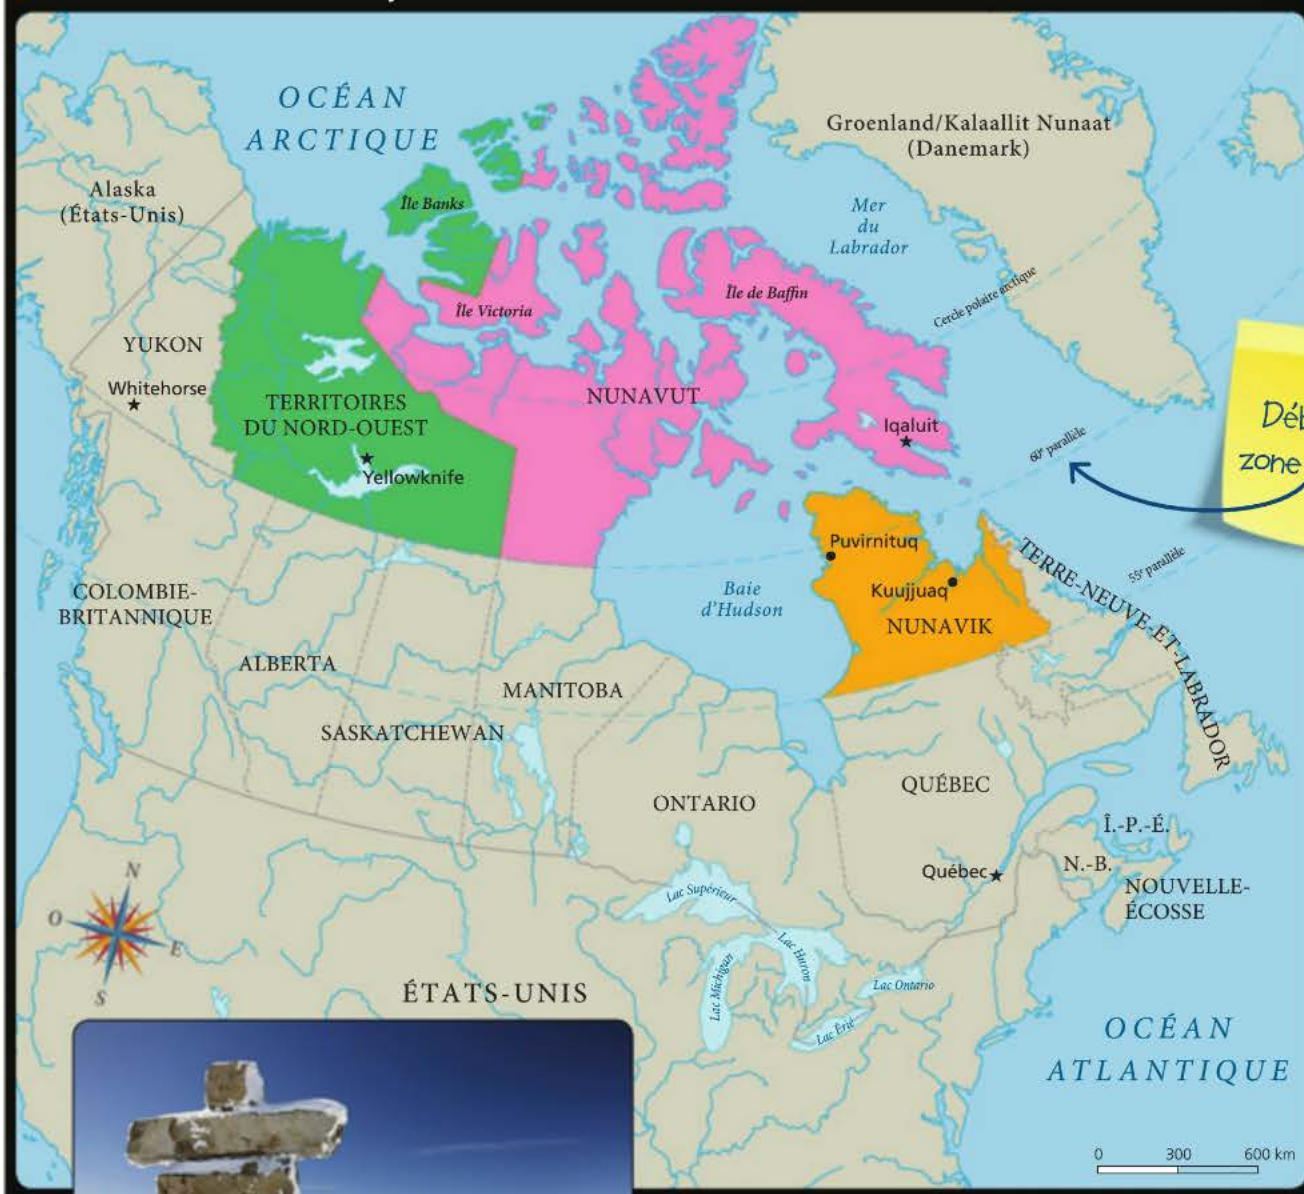 OCÉAN
ARCTIQUE
Groenland/Kalaallit Nunaat
(Danemark)
Alaska
(États-Unis)
Île Banks
Mer
du
Labrador
Île Victoria
Île de Baffin
Cercle polaire arctique
YUKON
Whitehorse
TERRITOIRES
DU NORD-OUEST
Yellowknife
NUNAVUT
Iqaluit
60e parallèle
zone
Puvirnituq
Kuujjuaq
NUNAVIK
Baie
d'Hudson
55e parallèle
TERRE-NEUVE-ET-LABRADOR
COLOMBIE-
BRITANNIQUE
ALBERTA
MANITOBA
SASKATCHEWAN
ONTARIO
QUÉBEC
Î.-P.-É.
Québec
N.-B.
NOUVELLE-
ÉCOSSE
Lac Supérieur
Lac Huron
Lac Michigan
Lac Ontario
Lac Érié
N
O
E
S
ÉTATS-UNIS
OCÉAN
ATLANTIQUE
0 300 600 km